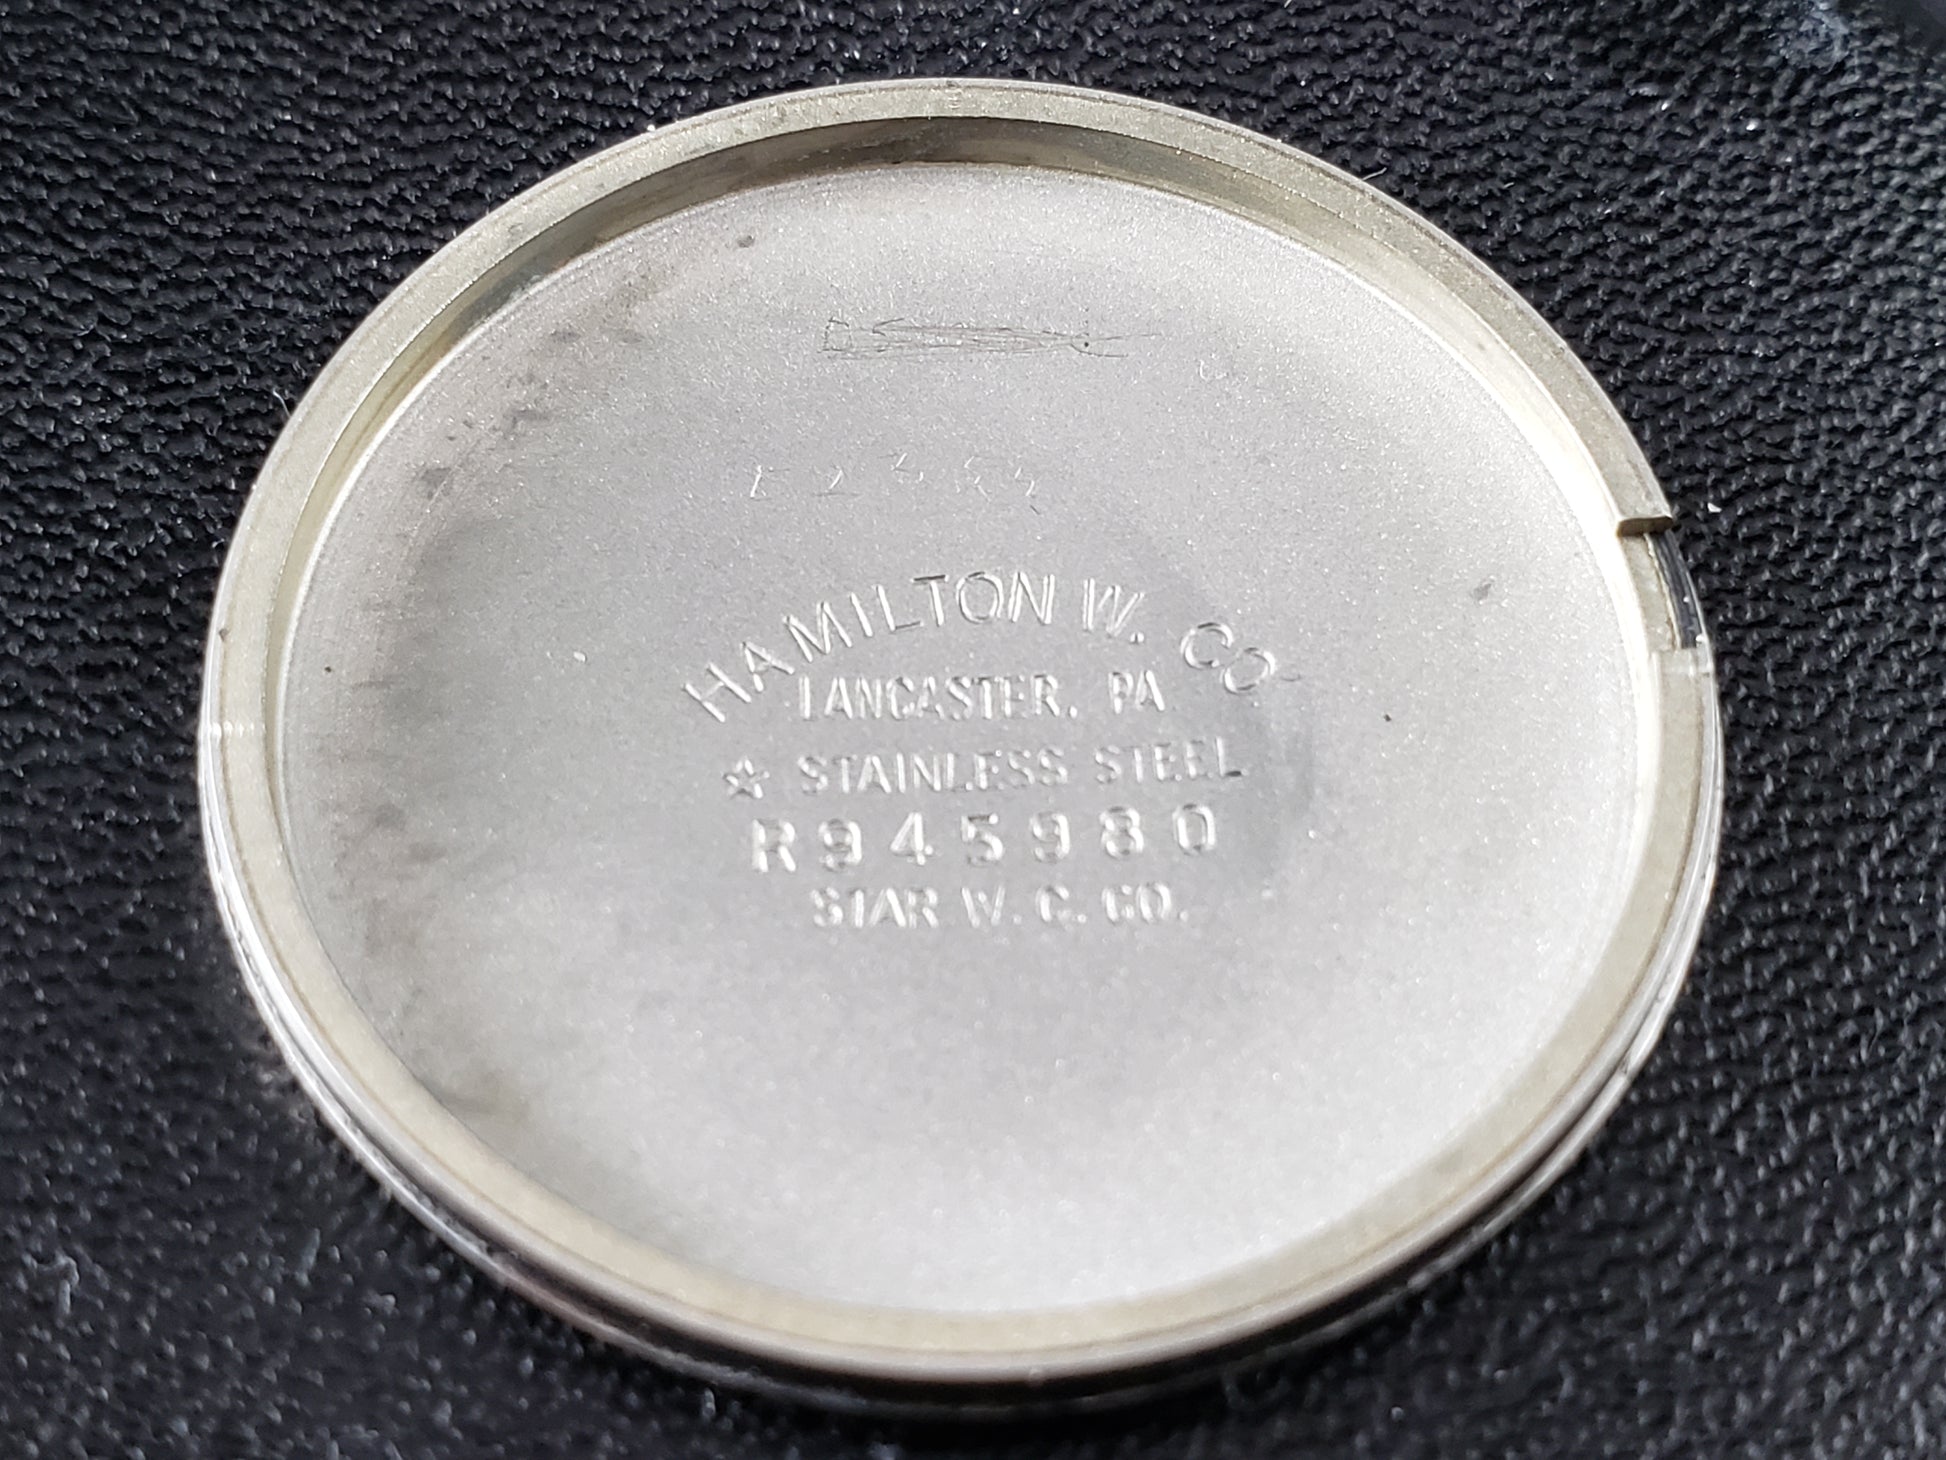 HAMILTON W. CO
LANCASTER, PA
☆ STAINLESS STEEL
R945980
STAR W. C. CO.